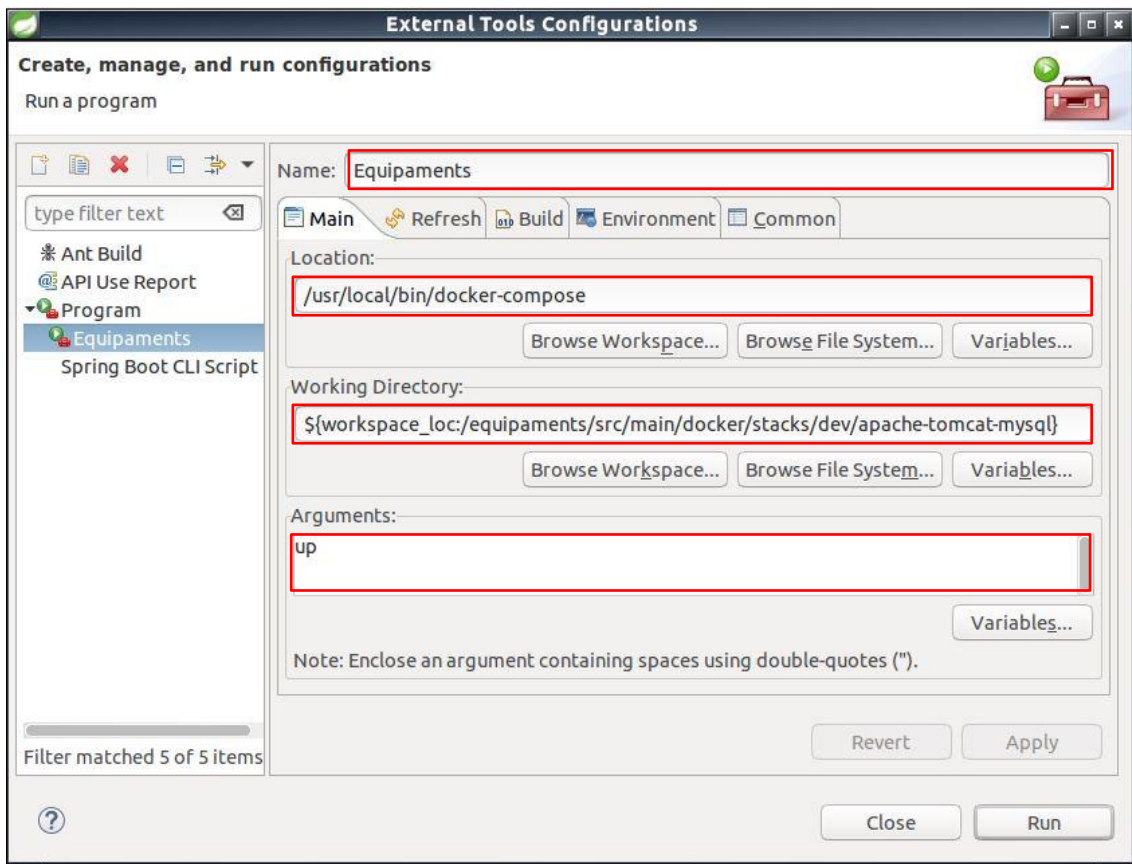 External Tools Configurations
Create, manage, and run configurations
Run a program
Name: Equipaments
type filter text
Main Refresh Build Environment Common
Ant Build
API Use Report
Program
Equipaments
Spring Boot CLI Script
Location:
/usr/local/bin/docker-compose
Browse Workspace... Browse File System... Variables...
Working Directory:
${workspace_loc:/equipaments/src/main/docker/stacks/dev/apache-tomcat-mysql}
Browse Workspace... Browse File System... Variables...
Arguments:
up
Variables...
Note: Enclose an argument containing spaces using double-quotes (").
Filter matched 5 of 5 items
Revert Apply
Close Run